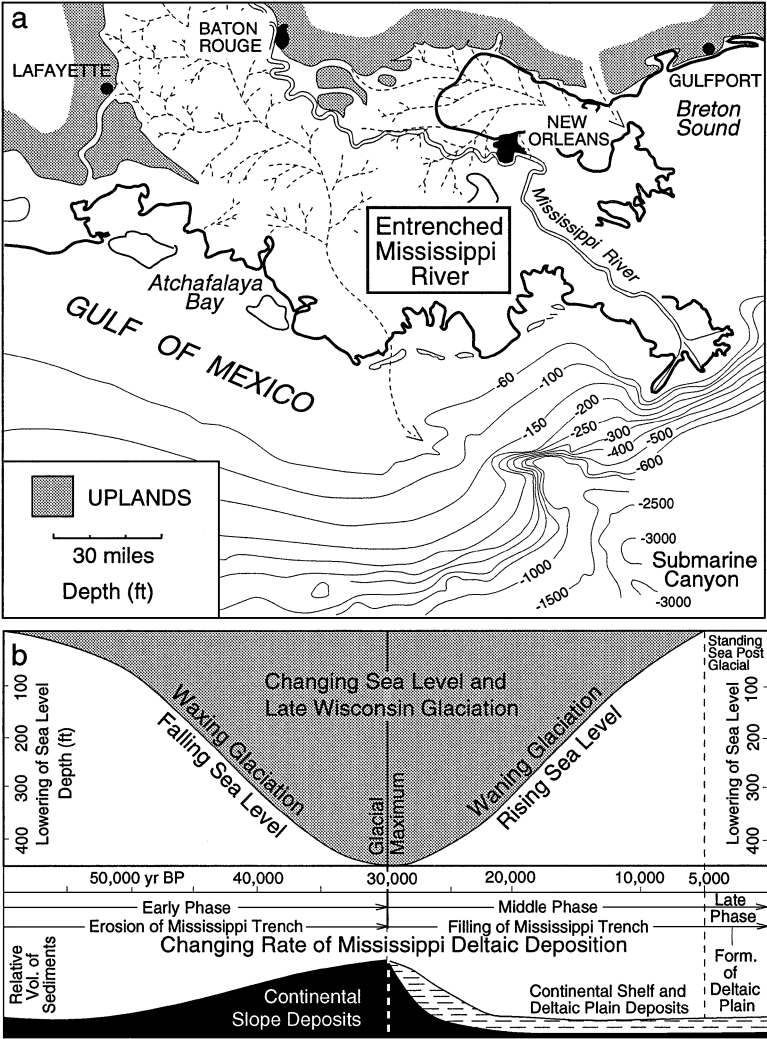 a
BATON
ROUGE
LAFAYETTE
GULFPORT
Breton
Sound
NEW
ORLEANS
Mississippi River
Entrenched
Mississippi
River
Atchafalaya
Bay
GULF OF MEXICO
-60
-100
-150
-200
-250
-300
-400
-500
-600
-2500
-3000
Submarine
Canyon
-1000
-1500
-3000
UPLANDS
30 miles
Depth (ft)
b
Standing
Sea Post
Glacial
Changing Sea Level and
Late Wisconsin Glaciation
Waxing Glaciation
Falling Sea Level
Waning Glaciation
Rising Sea Level
Glacial
Maximum
100
200
300
400
Lowering of Sea Level
Depth (ft)
Lowering of Sea Level
100
200
300
400
50,000 yr BP
40,000
30,000
20,000
10,000
5,000
Early Phase
Middle Phase
Late
Phase
Erosion of Mississippi Trench
Filling of Mississippi Trench
Changing Rate of Mississippi Deltaic Deposition
Relative
Vol. of
Sediments
Continental
Slope Deposits
Continental Shelf and
Deltaic Plain Deposits
Form.
of
Deltaic
Plain